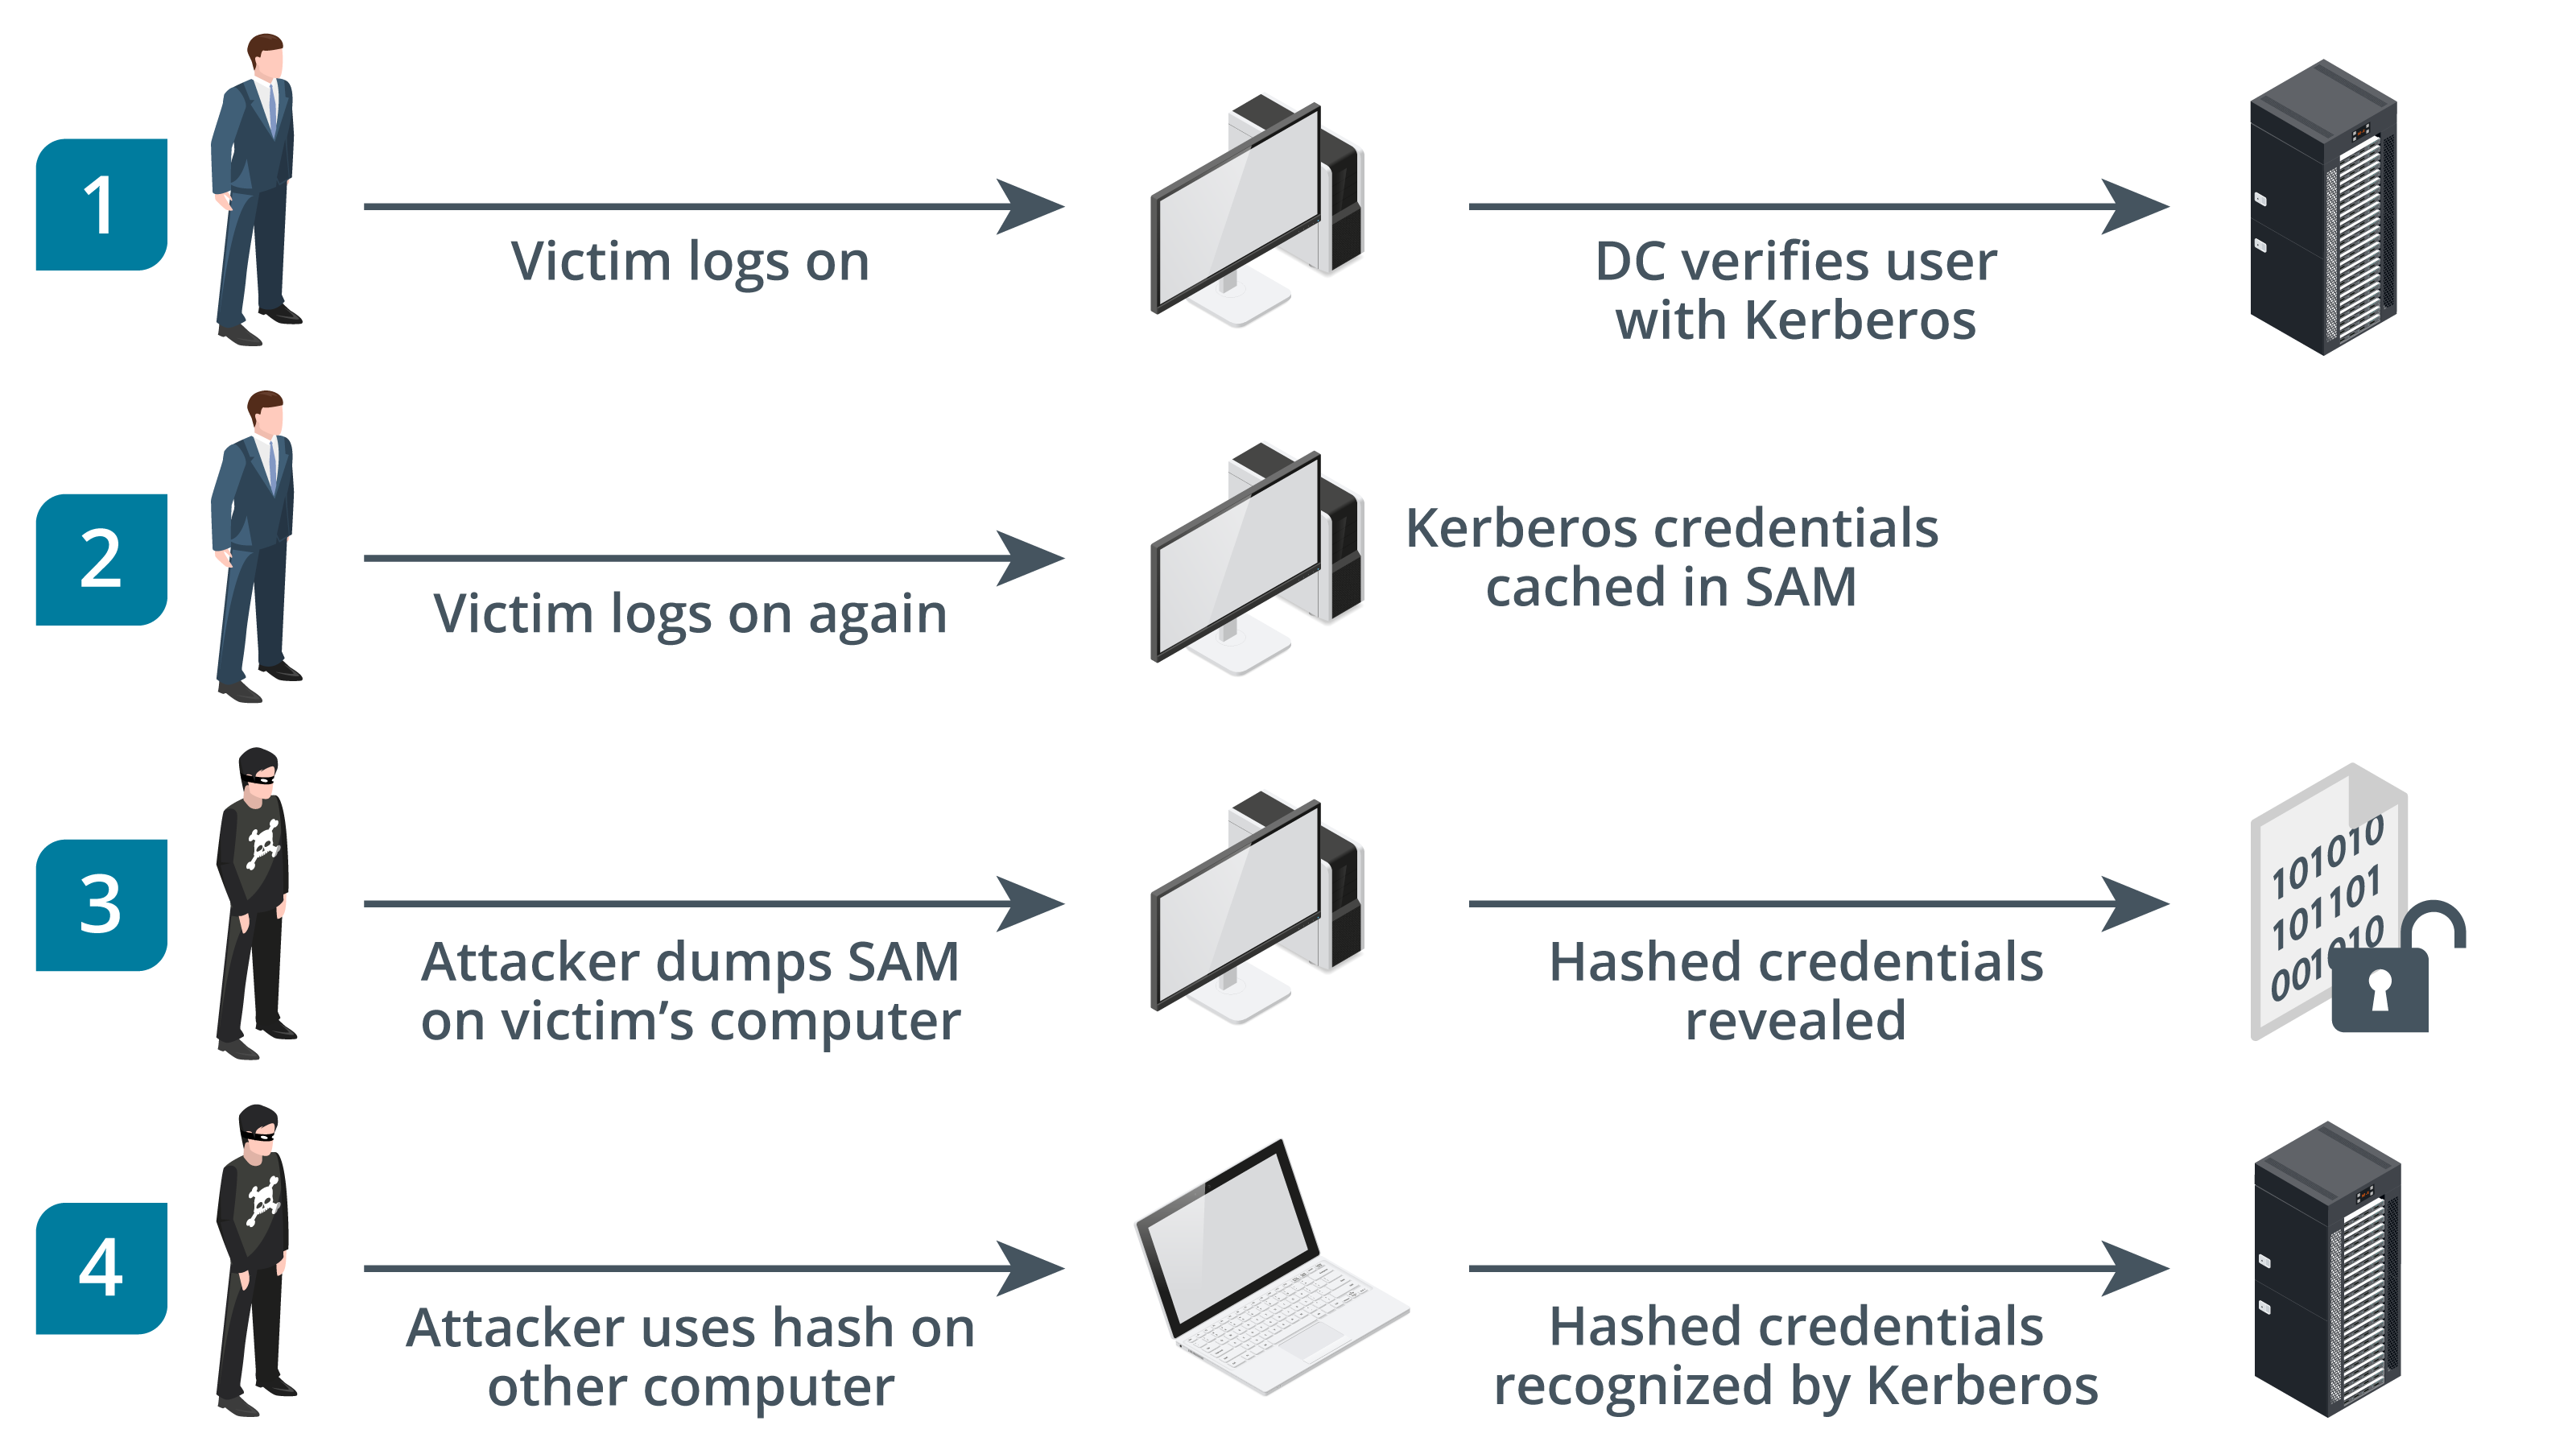 1
Victim logs on
DC verifies user
with Kerberos
2
Victim logs on again
Kerberos credentials
cached in SAM
3
Attacker dumps SAM
on victim’s computer
Hashed credentials
revealed
101010
101101
001010
4
Attacker uses hash on
other computer
Hashed credentials
recognized by Kerberos